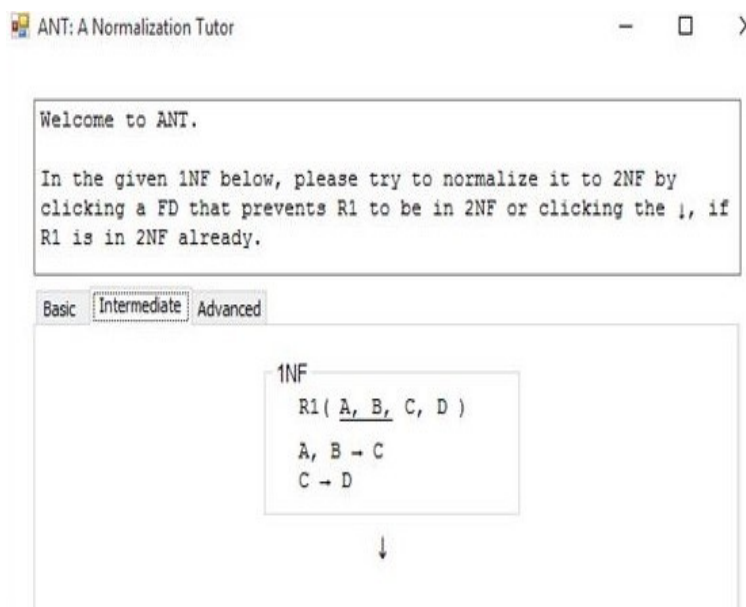 ANT: A Normalization Tutor
Welcome to ANT.
In the given 1NF below, please try to normalize it to 2NF by
clicking a FD that prevents R1 to be in 2NF or clicking the ↓, if
R1 is in 2NF already.
Basic Intermediate Advanced
1NF
R1( A, B, C, D )
A, B → C
C → D
↓